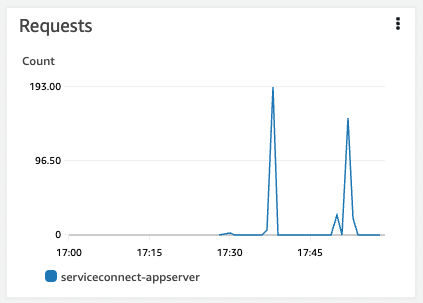 Requests
Count
193.00
96.50
0
17:00 17:15 17:30 17:45
serviceconnect-appserver